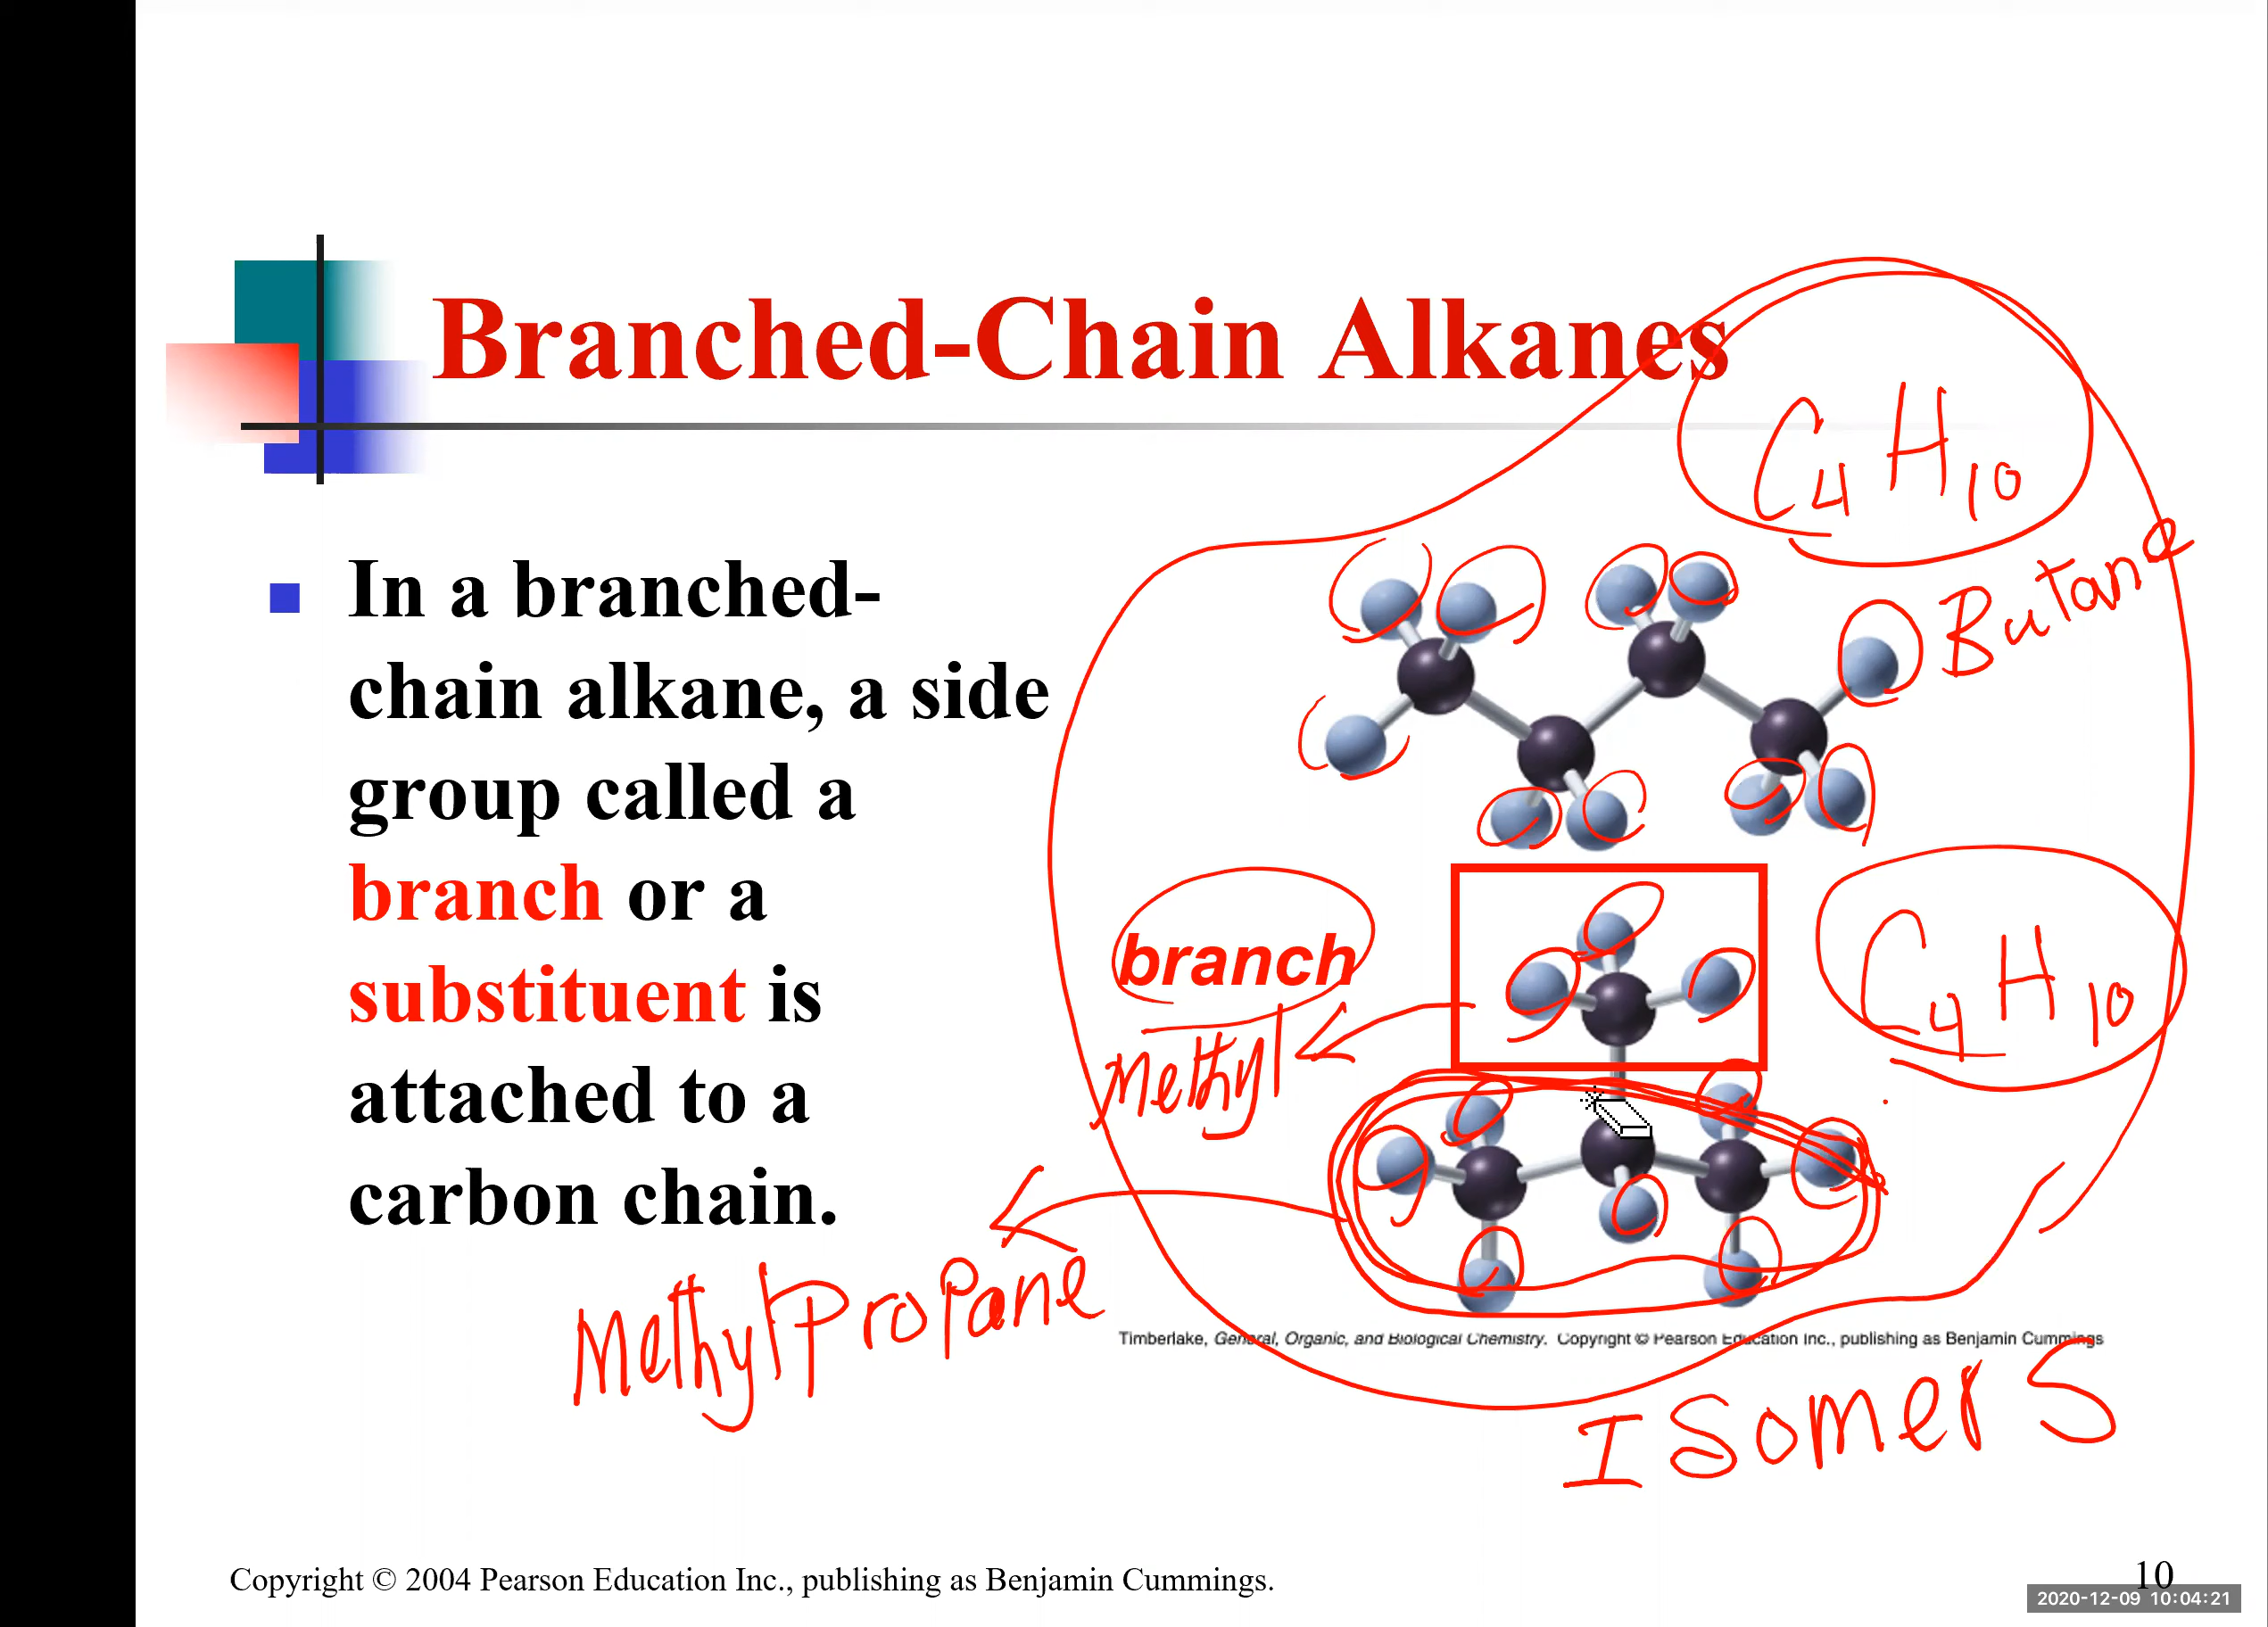 Branched-Chain Alkanes
C4H10
Butane
In a branched-
chain alkane, a side
group called a
branch or a
substituent is
attached to a
carbon chain.
branch
Methyl
C4H10
MethylPropane
Timberlake, General, Organic, and Biological Chemistry. Copyright © Pearson Education Inc., publishing as Benjamin Cummings
IsomerS
Copyright © 2004 Pearson Education Inc., publishing as Benjamin Cummings.
10
2020-12-09 10:04:21